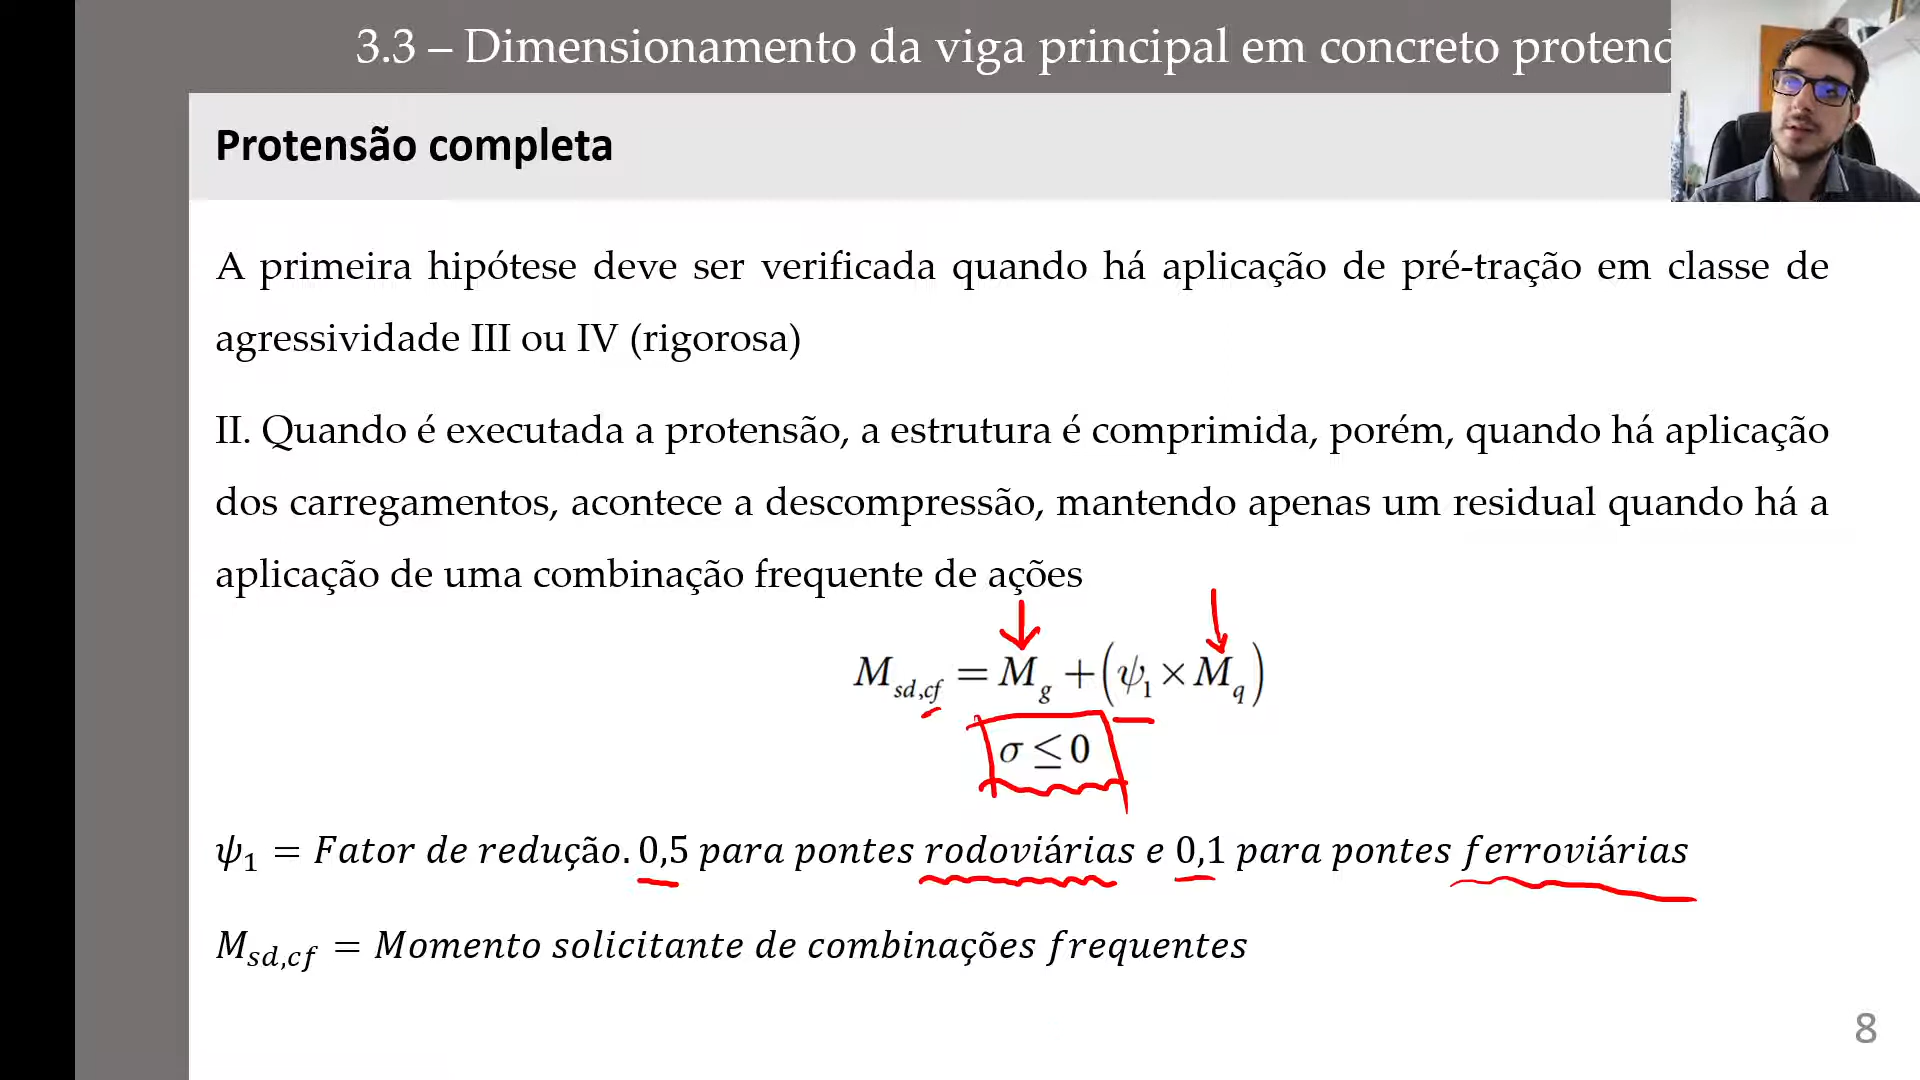 3.3 – Dimensionamento da viga principal em concreto
Protensão completa
A primeira hipótese deve ser verificada quando há aplicação de pré-tração em classe de
agressividade III ou IV (rigorosa)
II. Quando é executada a protensão, a estrutura é comprimida, porém, quando há aplicação
dos carregamentos, acontece a descompressão, mantendo apenas um residual quando há a
aplicação de uma combinação frequente de ações
M_{sd,cf} = M_g + (ψ_1 × M_q)
σ ≤ 0
ψ_1 = Fator de redução. 0,5 para pontes rodoviárias e 0,1 para pontes ferroviárias
M_{sd,cf} = Momento solicitante de combinações frequentes
8